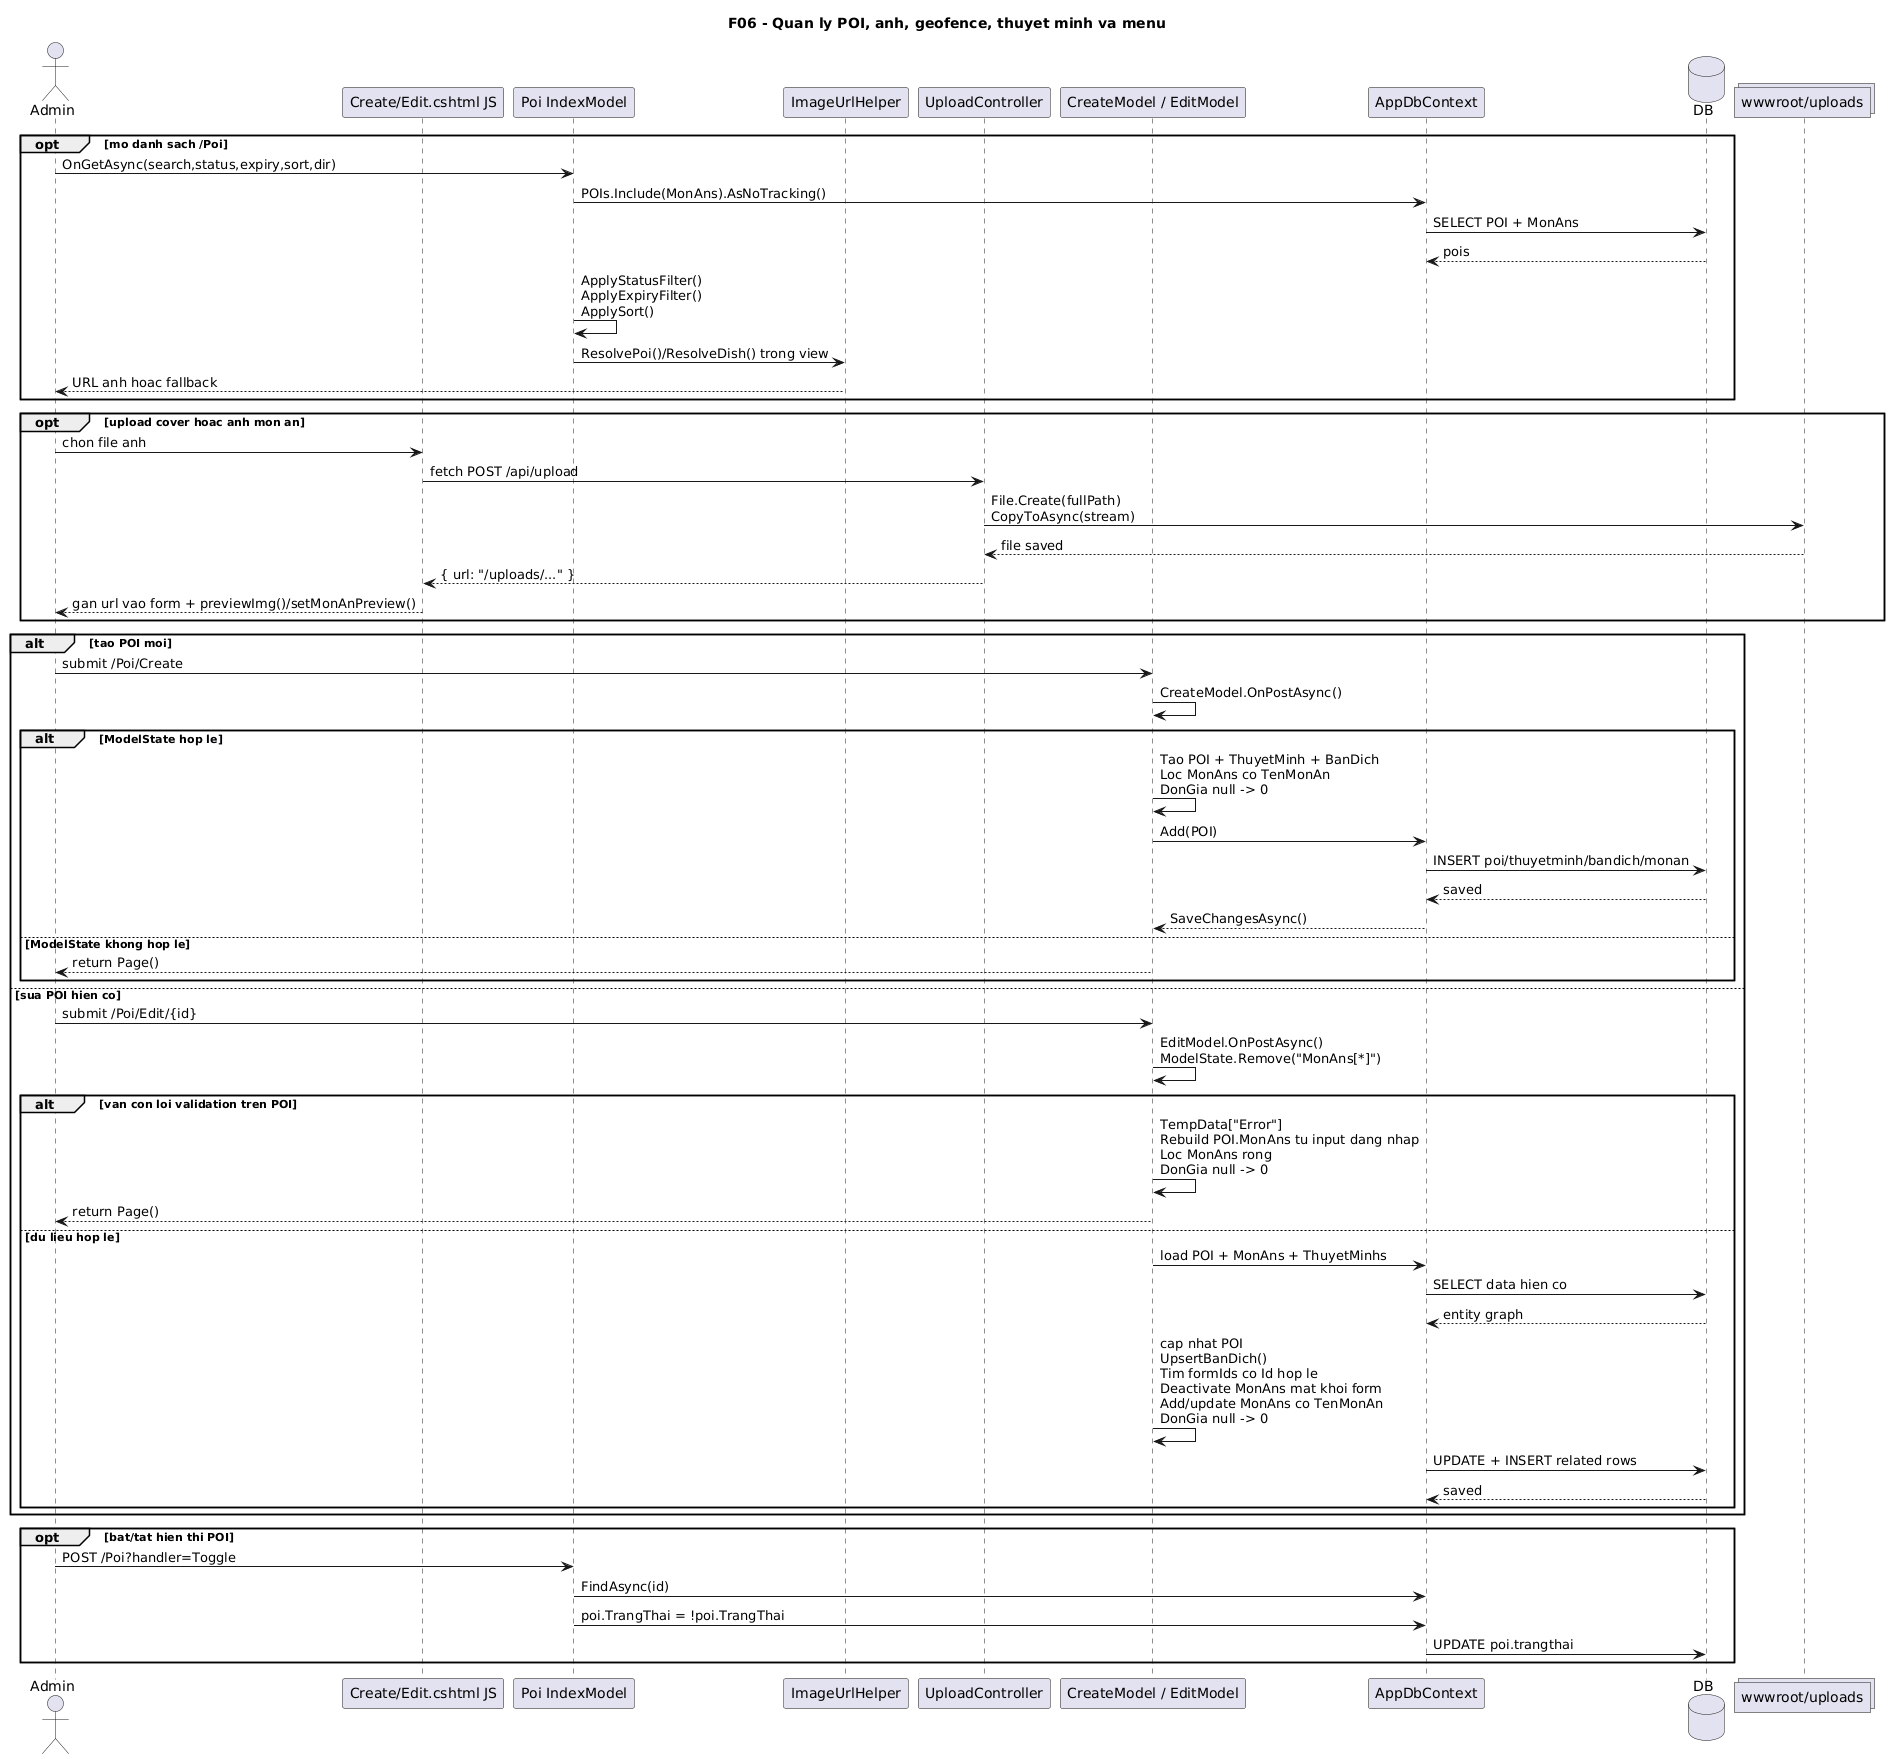 F06 - Quan ly POI, anh, geofence, thuyet minh va menu
Admin
Create/Edit.cshtml JS
Poi IndexModel
ImageUrlHelper
UploadController
CreateModel / EditModel
AppDbContext
DB
wwwroot/uploads
opt [mo danh sach /Poi]
OnGetAsync(search,status,expiry,sort,dir)
POIs.Include(MonAns).AsNoTracking()
SELECT POI + MonAns
pois
ApplyStatusFilter()
ApplyExpiryFilter()
ApplySort()
ResolvePoi()/ResolveDish() trong view
URL anh hoac fallback
opt [upload cover hoac anh mon an]
chon file anh
fetch POST /api/upload
File.Create(fullPath)
CopyToAsync(stream)
file saved
{ url: "/uploads/..." }
gan url vao form + previewImg()/setMonAnPreview()
alt [tao POI moi]
submit /Poi/Create
CreateModel.OnPostAsync()
alt [ModelState hop le]
Tao POI + ThuyetMinh + BanDich
Loc MonAns co TenMonAn
DonGia null -> 0
Add(POI)
INSERT poi/thuyetminh/bandich/monan
saved
SaveChangesAsync()
[ModelState khong hop le]
return Page()
[sua POI hien co]
submit /Poi/Edit/{id}
EditModel.OnPostAsync()
ModelState.Remove("MonAns[*]")
alt [van con loi validation tren POI]
TempData["Error"]
Rebuild POI.MonAns tu input dang nhap
Loc MonAns rong
DonGia null -> 0
return Page()
[du lieu hop le]
load POI + MonAns + ThuyetMinhs
SELECT data hien co
entity graph
cap nhat POI
UpsertBanDich()
Tim formIds co Id hop le
Deactivate MonAns mat khoi form
Add/update MonAns co TenMonAn
DonGia null -> 0
UPDATE + INSERT related rows
saved
opt [bat/tat hien thi POI]
POST /Poi?handler=Toggle
FindAsync(id)
poi.TrangThai = !poi.TrangThai
UPDATE poi.trangthai
Admin
Create/Edit.cshtml JS
Poi IndexModel
ImageUrlHelper
UploadController
CreateModel / EditModel
AppDbContext
DB
wwwroot/uploads